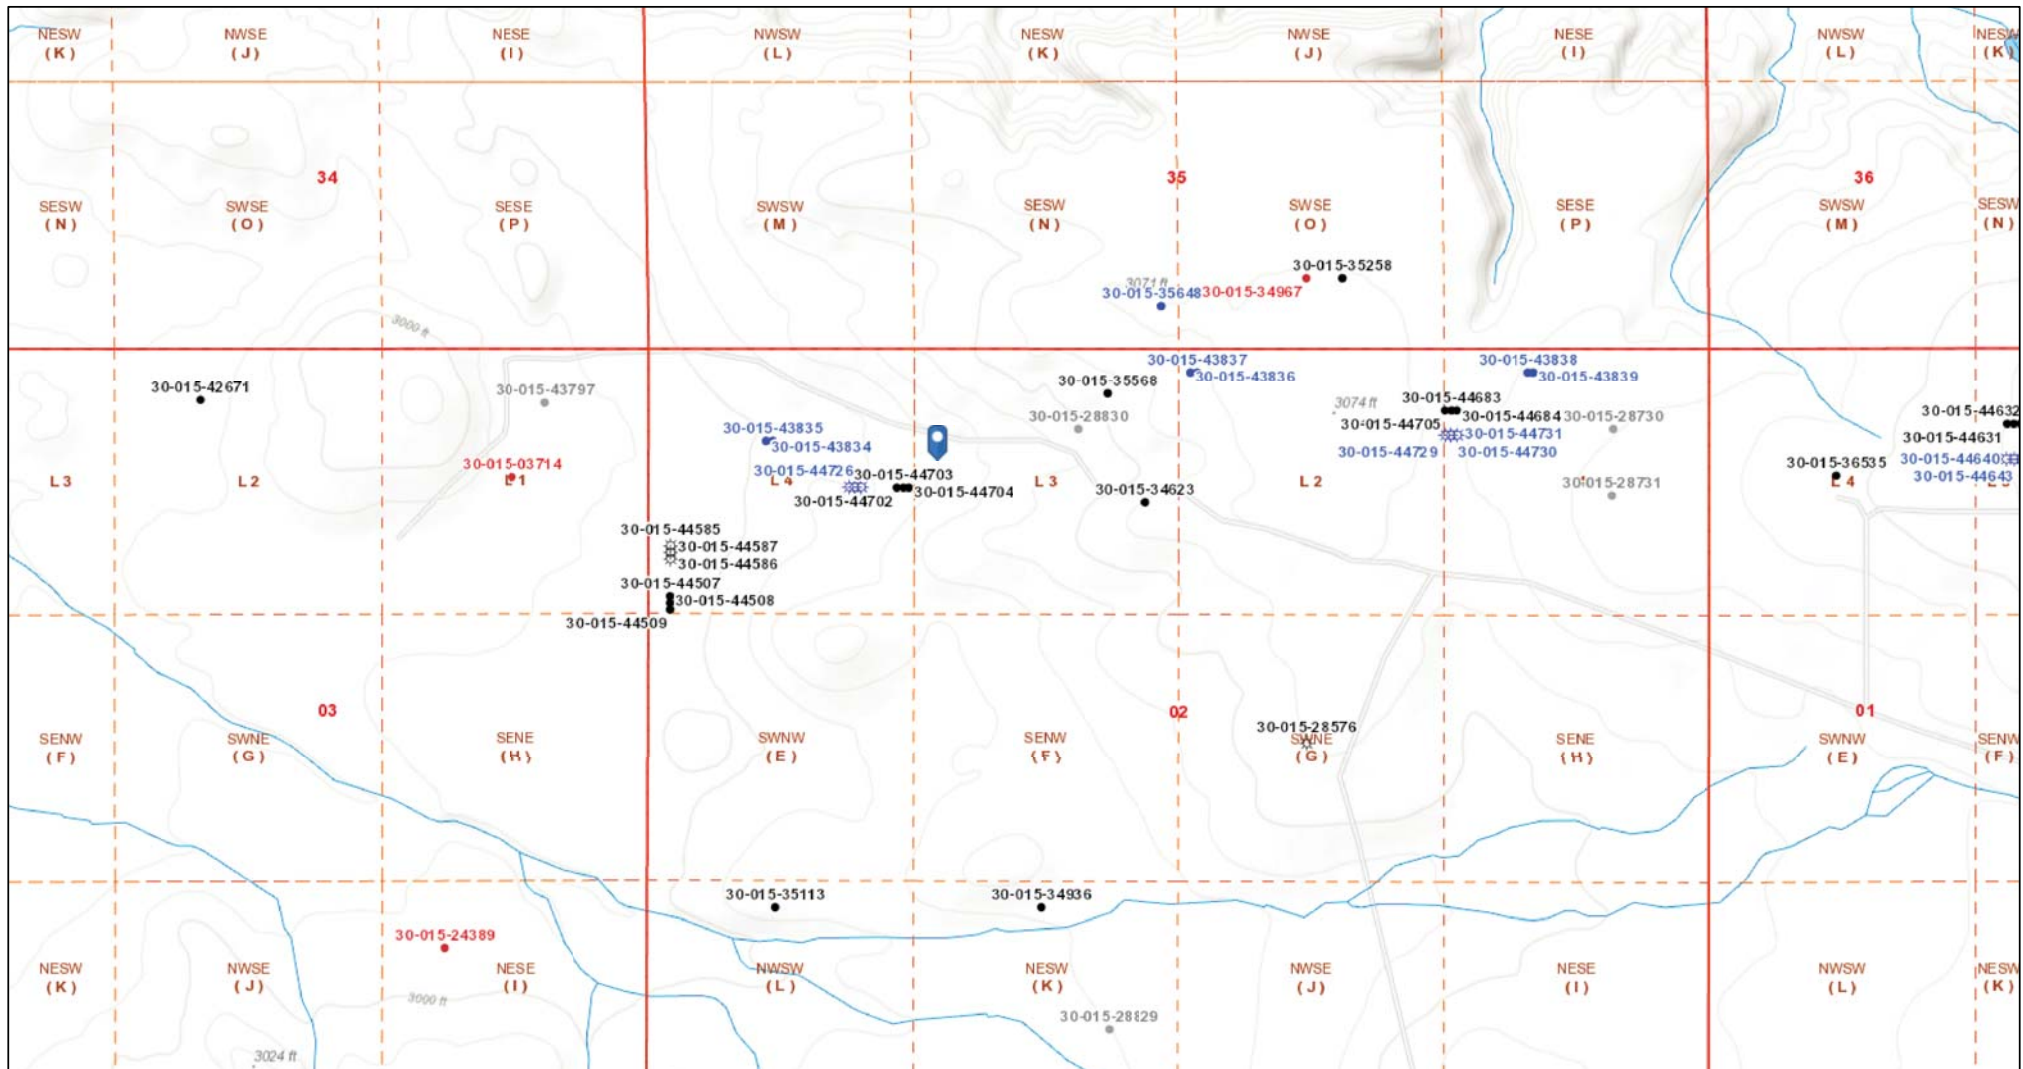 NESW
(K)
NWSE
(J)
NESE
(I)
NWSW
(L)
NESW
(K)
NWSE
(J)
NESE
(I)
NWSW
(L)
NESW
(K)
34
35
36
SESW
(N)
SWSE
(O)
SESE
(P)
SWSW
(M)
SESW
(N)
SWSE
(O)
SESE
(P)
SWSW
(M)
SESW
(N)
30-015-35258
3071 ft
30-015-35648
30-015-34967
3000 ft
30-015-42671
30-015-43797
30-015-43837
30-015-43836
30-015-43838
30-015-43839
30-015-35568
30-015-28830
3074 ft
30-015-44683
30-015-44684
30-015-28730
30-015-44705
30-015-44731
30-015-44729
30-015-44730
30-015-44632
30-015-44631
30-015-44640
30-015-44643
30-015-43835
30-015-43834
30-015-44726
30-015-44703
30-015-44702
30-015-44704
30-015-03714
30-015-34623
30-015-28731
30-015-36535
L 3
L 2
L 1
L 4
L 3
L 2
L 4
30-015-44585
30-015-44587
30-015-44586
30-015-44507
30-015-44508
30-015-44509
03
02
01
SENW
(F)
SWNE
(G)
SENE
(H)
SWNW
(E)
SENW
(F)
30-015-28576
SWNE
(G)
SENE
(H)
SWNW
(E)
SENW
(F)
30-015-35113
30-015-34936
30-015-24389
NESW
(K)
NWSE
(J)
NESE
(I)
NWSW
(L)
NESW
(K)
NWSE
(J)
NESE
(I)
NWSW
(L)
NESW
(K)
3000 ft
30-015-28829
3024 ft